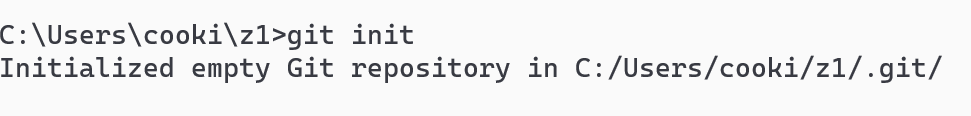 C:\Users\cooki\z1>git init
Initialized empty Git repository in C:/Users/cooki/z1/.git/